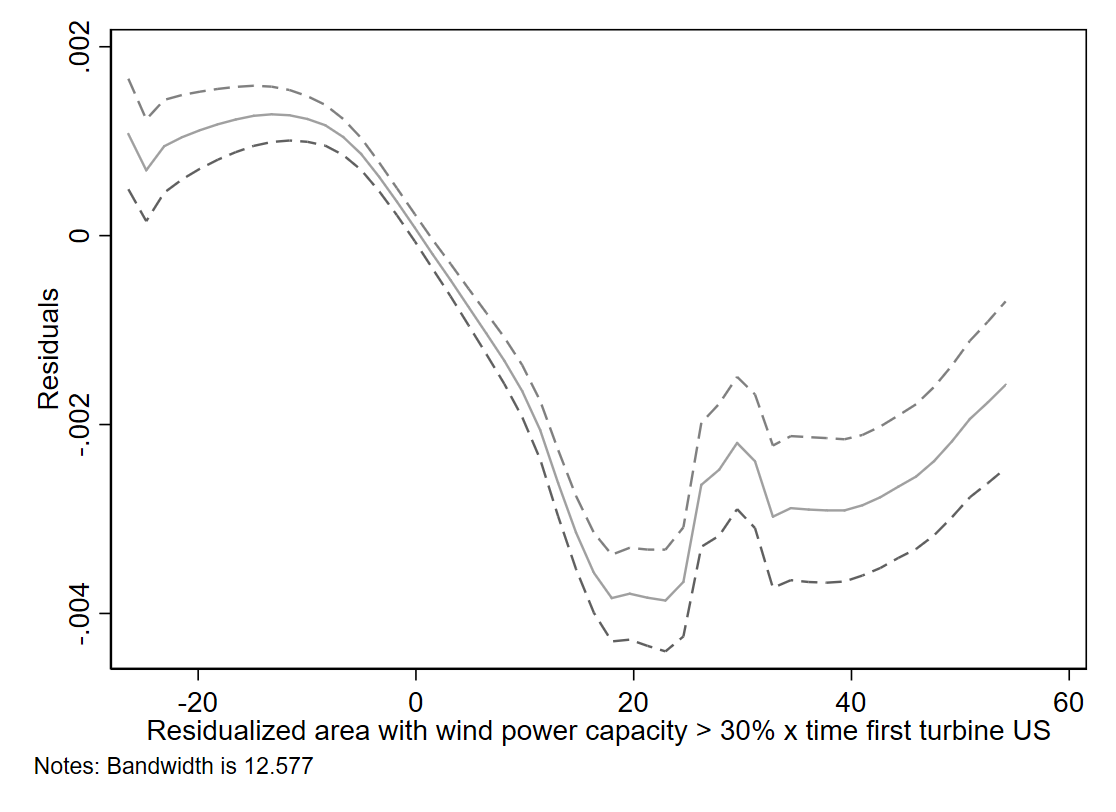 .002
0
-.002
-.004
Residuals
-20 0 20 40 60
Residualized area with wind power capacity > 30% x time first turbine US
Notes: Bandwidth is 12.577